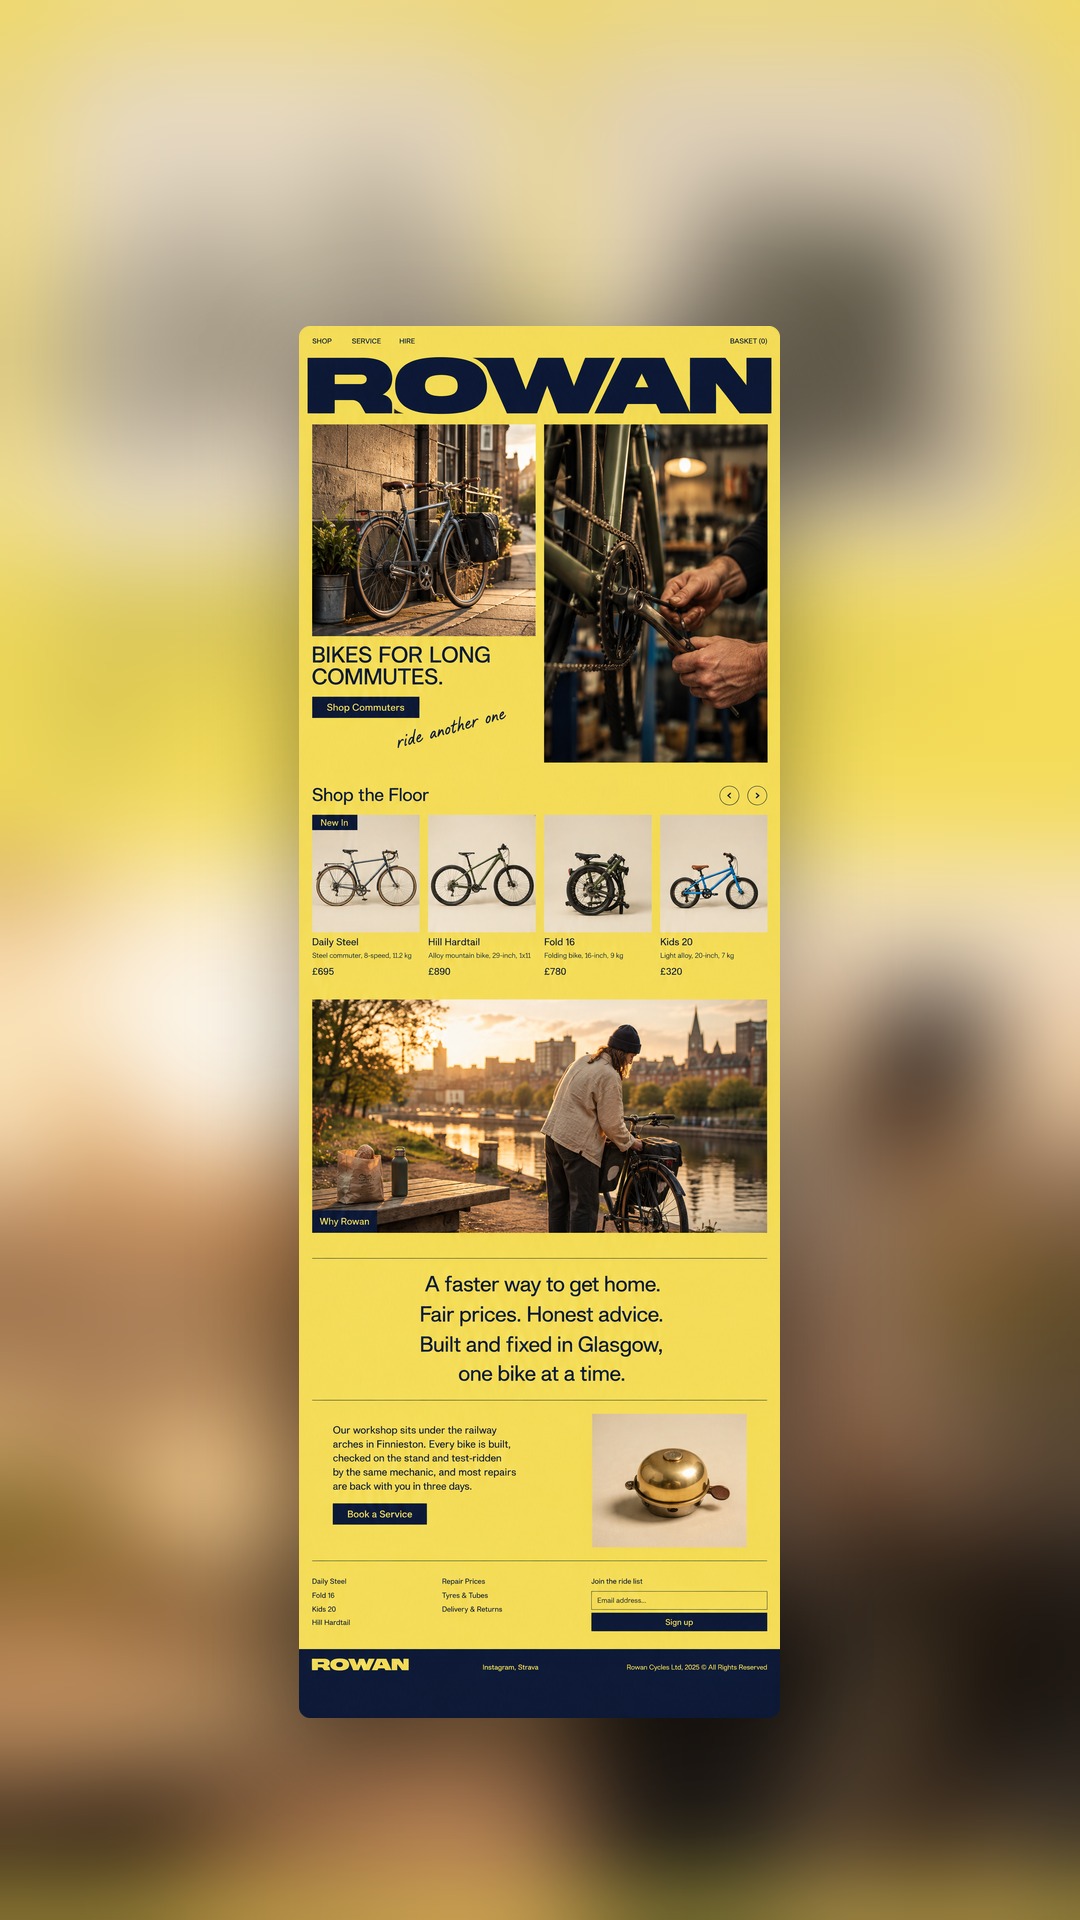 SHOP SERVICE HIRE BASKET (0)
ROWAN
BIKES FOR LONG
COMMUTES.
Shop Commuters
ride another one
Shop the Floor
New In
Daily Steel
Steel commuter, 8-speed, 11.2 kg
£695
Hill Hardtail
Alloy mountain bike, 29-inch, 1x11
£890
Fold 16
Folding bike, 16-inch, 9 kg
£780
Kids 20
Light alloy, 20-inch, 7 kg
£320
Why Rowan
A faster way to get home.
Fair prices. Honest advice.
Built and fixed in Glasgow,
one bike at a time.
Our workshop sits under the railway
arches in Finnieston. Every bike is built,
checked on the stand and test-ridden
by the same mechanic, and most repairs
are back with you in three days.
Book a Service
Daily Steel
Fold 16
Kids 20
Hill Hardtail
Repair Prices
Tyres & Tubes
Delivery & Returns
Join the ride list
Email address...
Sign up
ROWAN
Instagram, Strava
Rowan Cycles Ltd, 2025 © All Rights Reserved